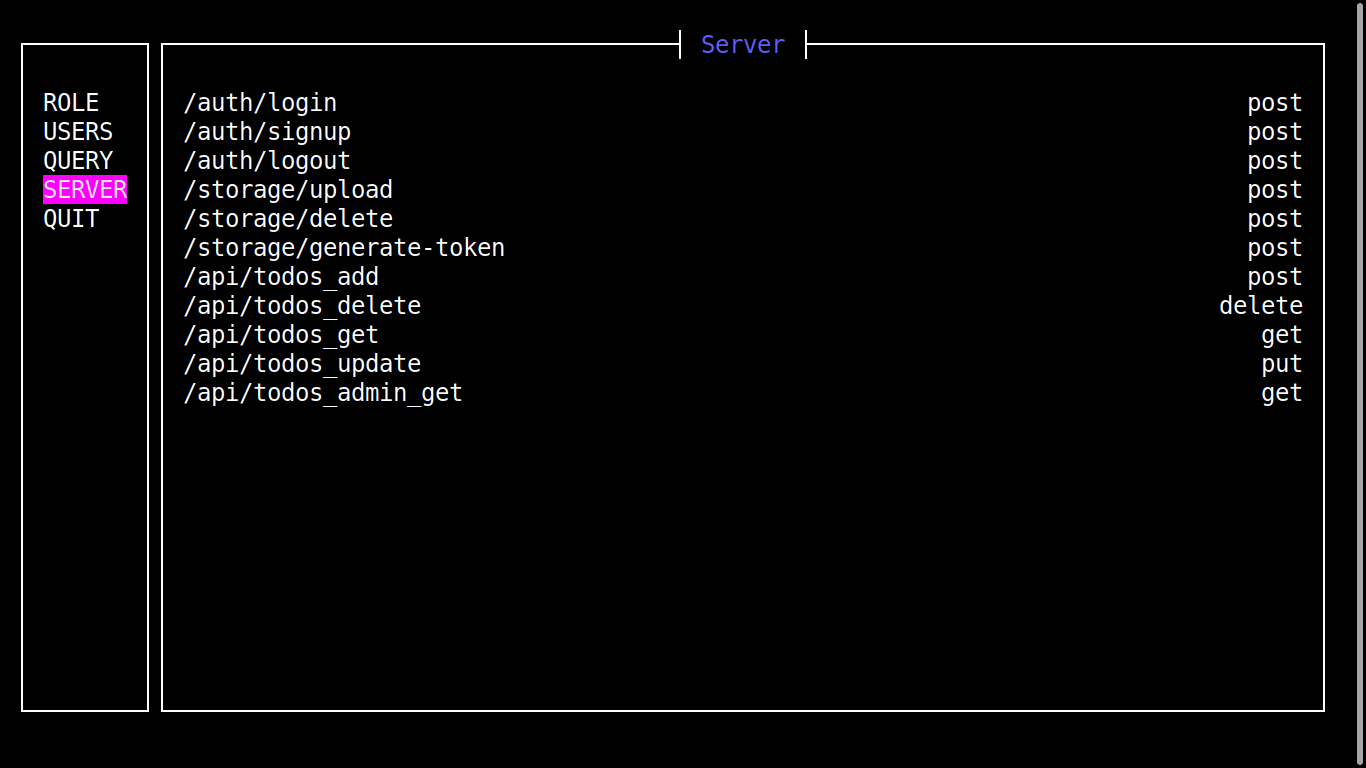 Server
ROLE
USERS
QUERY
SERVER
QUIT
/auth/login post
/auth/signup post
/auth/logout post
/storage/upload post
/storage/delete post
/storage/generate-token post
/api/todos_add post
/api/todos_delete delete
/api/todos_get get
/api/todos_update put
/api/todos_admin_get get